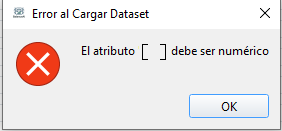 Error al Cargar Dataset
El atributo [ ] debe ser numérico
OK